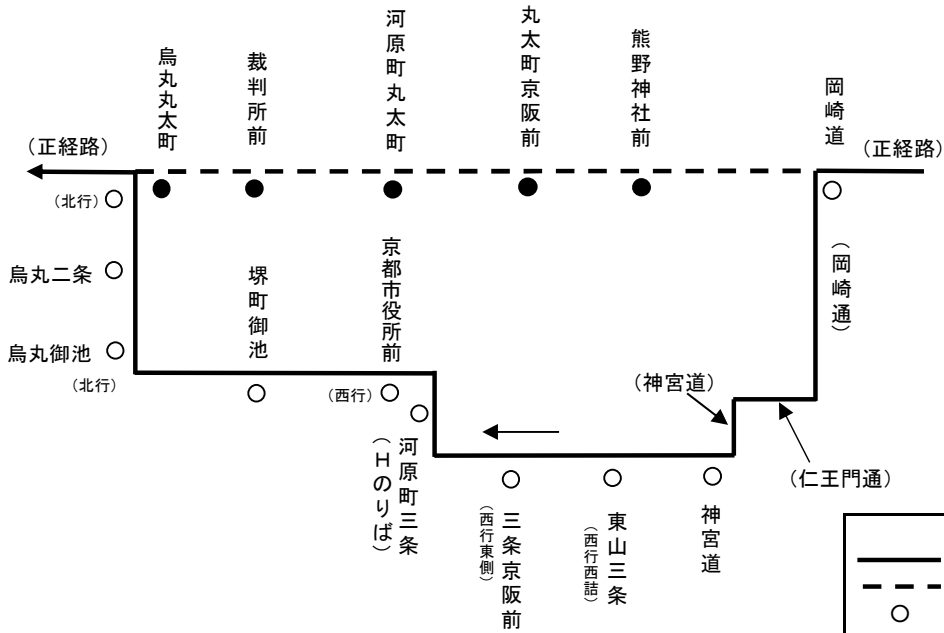 烏丸丸太町
裁判所前
河原町丸太町
丸太町京阪前
熊野神社前
岡崎道
(正経路)
(正経路)
(北行)
烏丸二条
烏丸御池
(北行)
堺町御池
京都市役所前
(西行)
(岡崎通)
(神宮道)
(仁王門通)
河原町三条
(Hのりば)
三条京阪前
(西行東側)
東山三条
(西行西詰)
神宮道